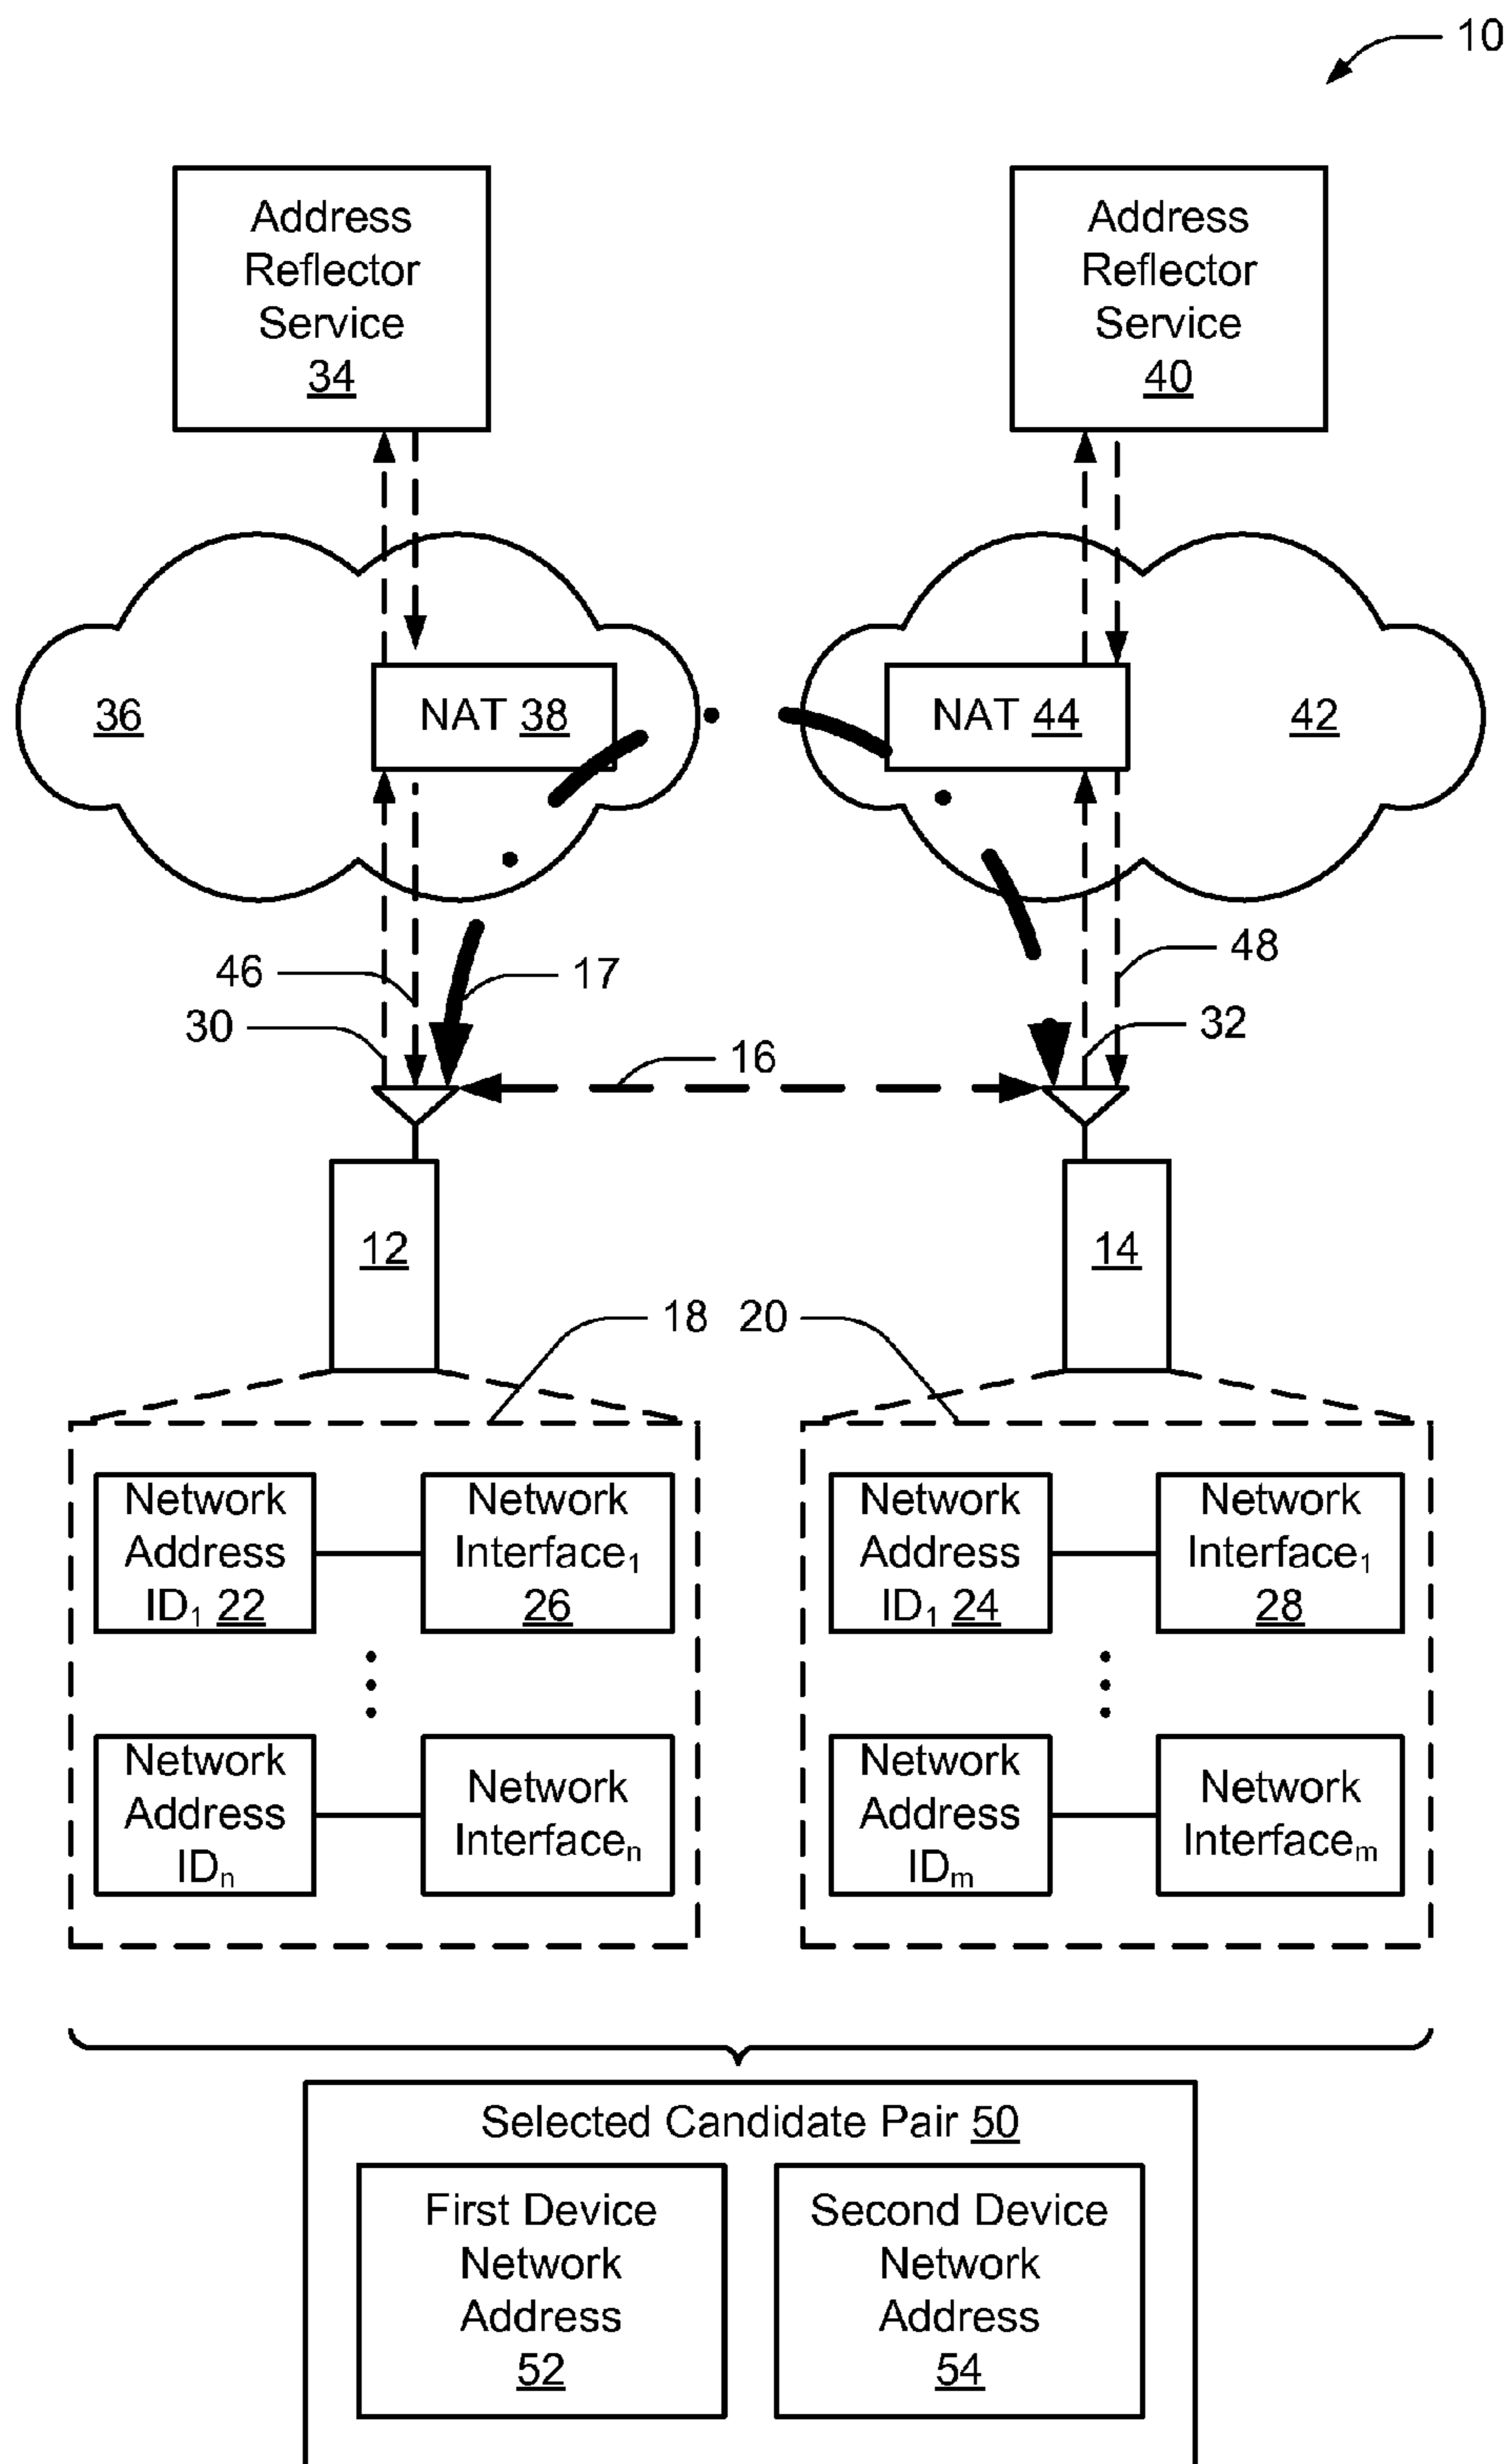 10
Address
Reflector
Service
34
Address
Reflector
Service
40
36
NAT 38
NAT 44
42
46
17
48
30
32
16
12
14
18
20
Network
Address
ID1 22
Network
Interface1
26
Network
Address
ID1 24
Network
Interface1
28
Network
Address
IDn
Network
Interfacen
Network
Address
IDm
Network
Interfacem
Selected Candidate Pair 50
First Device
Network
Address
52
Second Device
Network
Address
54